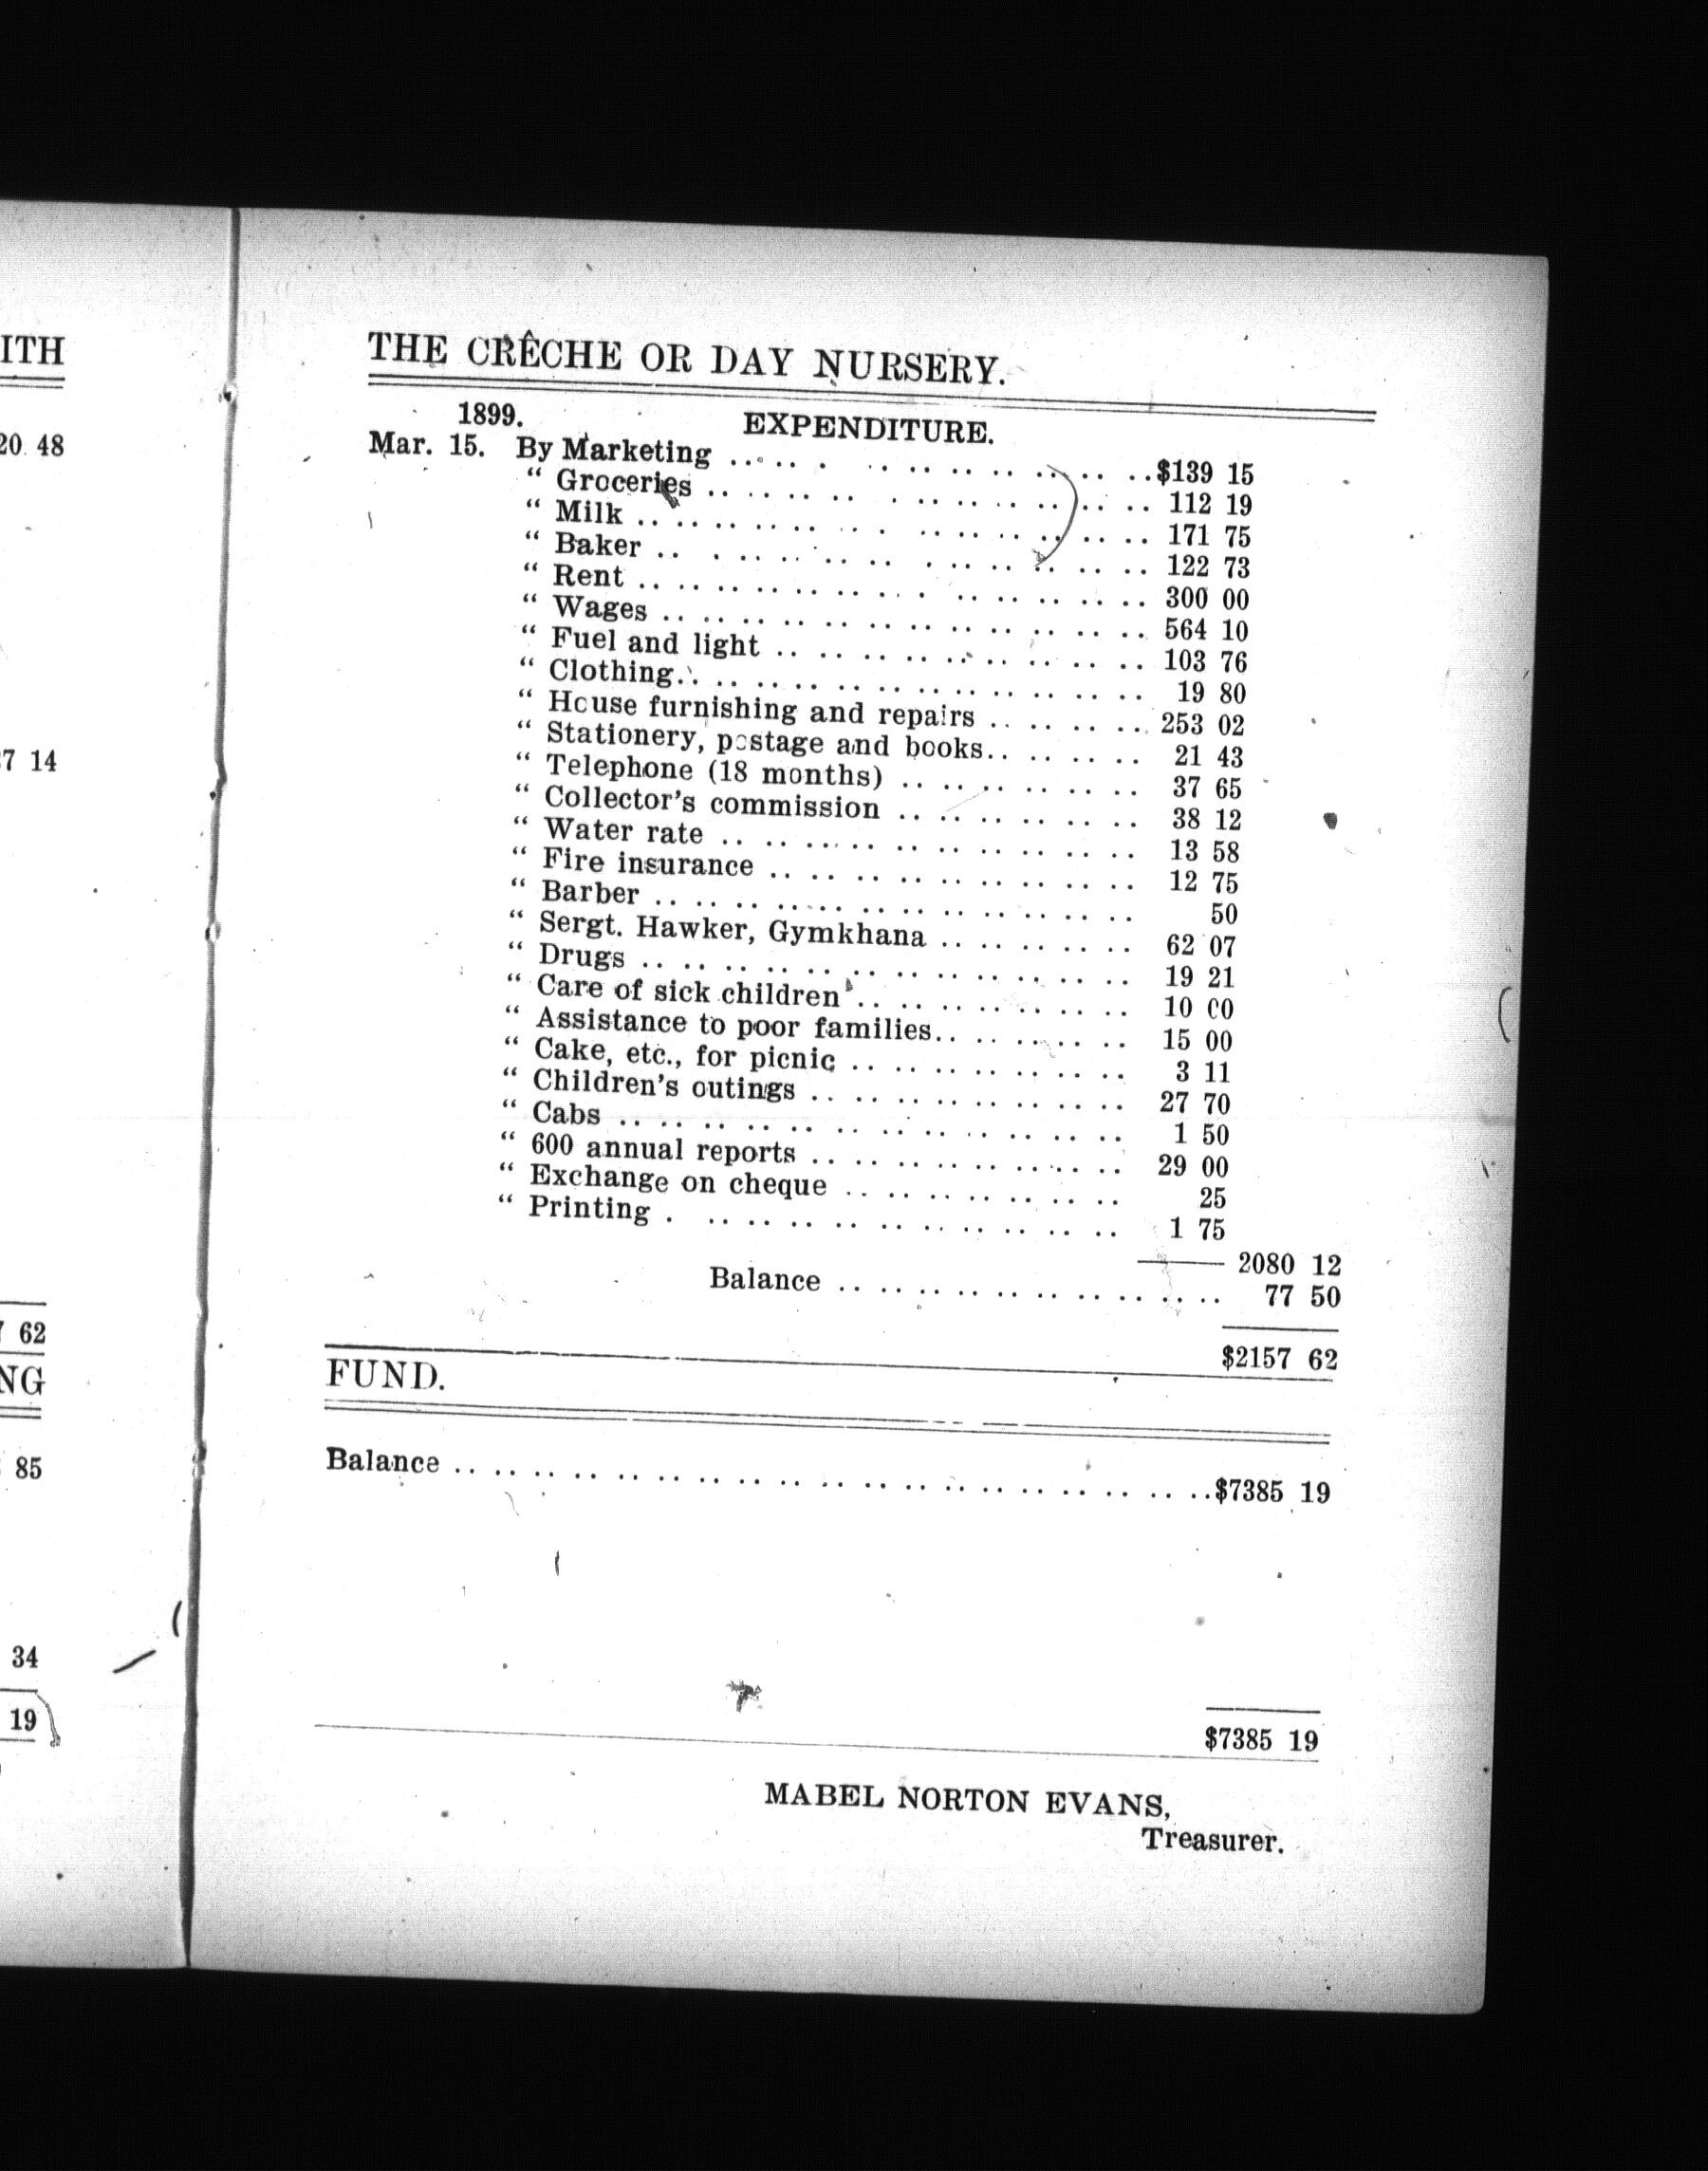 ITH
20 48
7 14
62
NG
85
34
19
THE CRÊCHE OR DAY NURSERY.
1899. EXPENDITURE.
Mar. 15. By Marketing .. .. . .. .. .. .. .. .. ..$139 15
“ Groceries .. .. .. .. . .. .. .. .. .. .. 112 19
“ Milk .. .. .. .. .. .. . .. .. .. .. .. .. 171 75
“ Baker .. . .. .. .. .. .. . .. .. .. .. .. 122 73
“ Rent .. .. .. .. .. .. .. .. .. .. .. .. 300 00
“ Wages .. .. .. .. .. .. .. .. .. .. .. .. 564 10
“ Fuel and light .. .. .. .. .. .. .. .. .. 103 76
“ Clothing.. .. .. .. .. .. .. .. .. .. .. .. 19 80
“ House furnishing and repairs .. .. .. .. 253 02
“ Stationery, postage and books.. .. .. .. 21 43
“ Telephone (18 months) .. .. .. .. .. .. 37 65
“ Collector's commission .. .. .. .. .. .. 38 12
“ Water rate .. .. .. .. .. .. .. .. .. .. 13 58
“ Fire insurance .. .. .. .. .. .. .. .. .. 12 75
“ Barber .. .. .. .. .. .. .. .. .. .. .. .. 50
“ Sergt. Hawker, Gymkhana .. .. .. .. .. 62 07
“ Drugs .. .. .. .. .. .. .. .. .. .. .. .. 19 21
“ Care of sick children .. .. .. .. .. .. .. 10 00
“ Assistance to poor families.. .. .. .. .. 15 00
“ Cake, etc., for picnic .. .. .. .. .. .. .. 3 11
“ Children's outings .. .. .. .. .. .. .. .. 27 70
“ Cabs .. .. .. .. .. .. .. .. .. .. .. .. 1 50
“ 600 annual reports .. .. .. .. .. .. .. .. 29 00
“ Exchange on cheque .. .. .. .. .. .. .. 25
“ Printing . .. .. .. .. .. .. .. .. .. .. 1 75
2080 12
Balance .. .. .. .. .. .. .. .. .. .. 77 50
$2157 62
FUND.
Balance .. .. .. .. .. .. .. .. .. .. .. .. .. .. .. .. .. .. ..$7385 19
$7385 19
MABEL NORTON EVANS,
Treasurer.